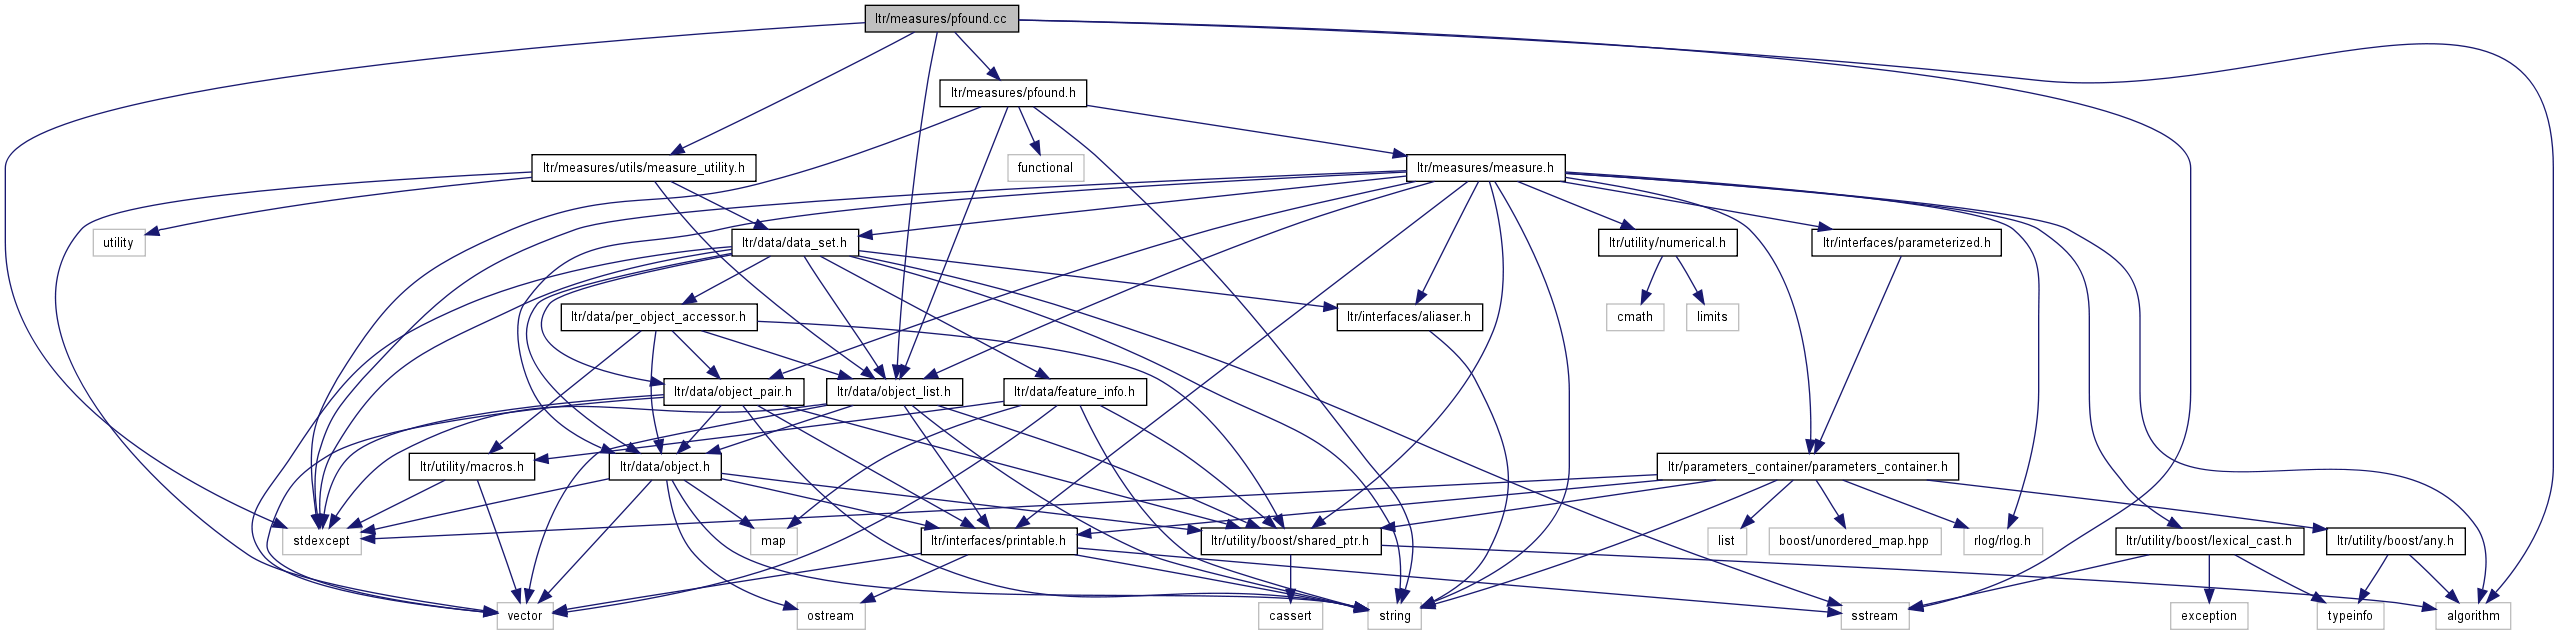 ltr/measures/pfound.cc
ltr/measures/pfound.h
ltr/measures/utils/measure_utility.h
functional
ltr/measures/measure.h
utility
ltr/data/data_set.h
ltr/utility/numerical.h
ltr/interfaces/parameterized.h
ltr/data/per_object_accessor.h
ltr/interfaces/aliaser.h
cmath
limits
ltr/data/object_pair.h
ltr/data/object_list.h
ltr/data/feature_info.h
ltr/utility/macros.h
ltr/data/object.h
ltr/parameters_container/parameters_container.h
stdexcept
map
ltr/interfaces/printable.h
ltr/utility/boost/shared_ptr.h
list
boost/unordered_map.hpp
rlog/rlog.h
ltr/utility/boost/lexical_cast.h
ltr/utility/boost/any.h
vector
ostream
cassert
string
sstream
exception
typeinfo
algorithm